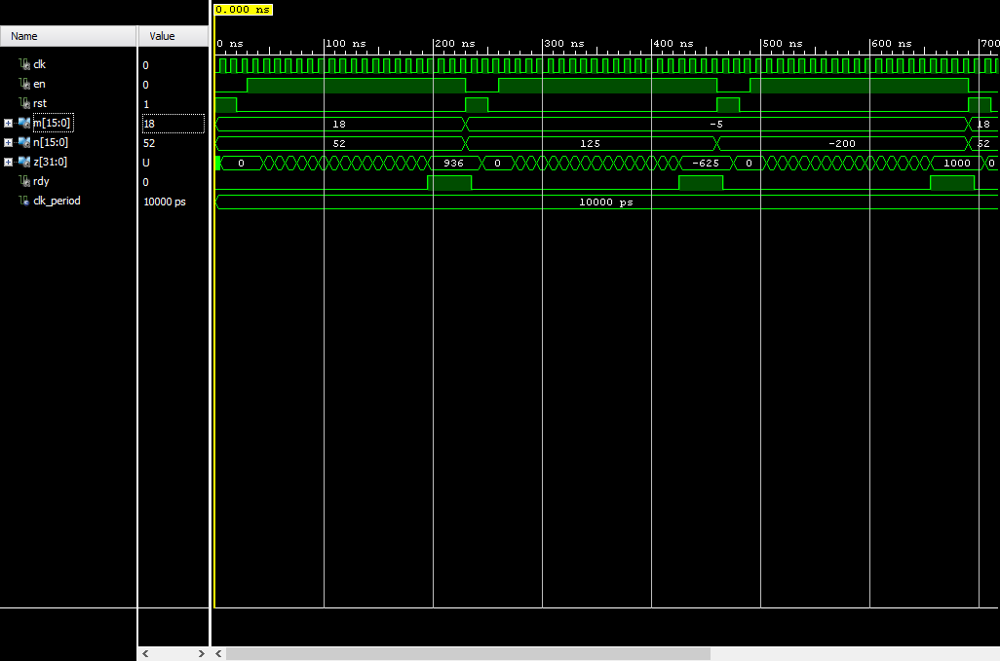 0.000 ns
Name Value
0 ns 100 ns 200 ns 300 ns 400 ns 500 ns 600 ns 700
clk 0
en 0
rst 1
m[15:0] 18 18 -5 18
n[15:0] 52 52 125 -200 52
z[31:0] U 0 936 0 -625 0 1000 0
rdy 0
clk_period 10000 ps 10000 ps